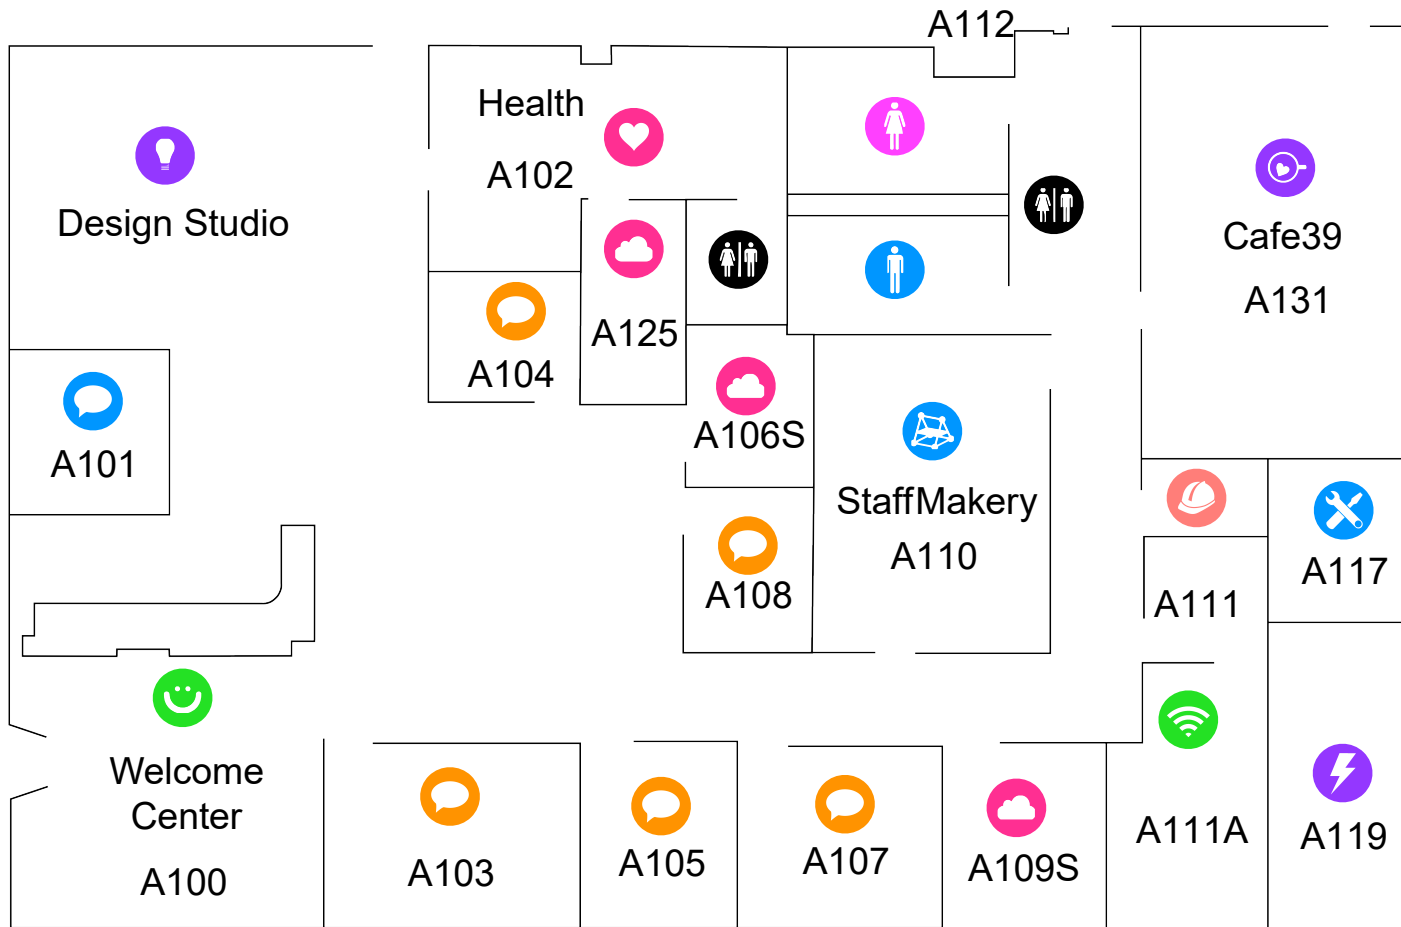 A112
Health
A102
Design Studio
Cafe39
A131
A125
A104
A106S
A101
StaffMakery
A110
A117
A108
A111
Welcome
Center
A100
A103
A105
A107
A109S
A111A
A119